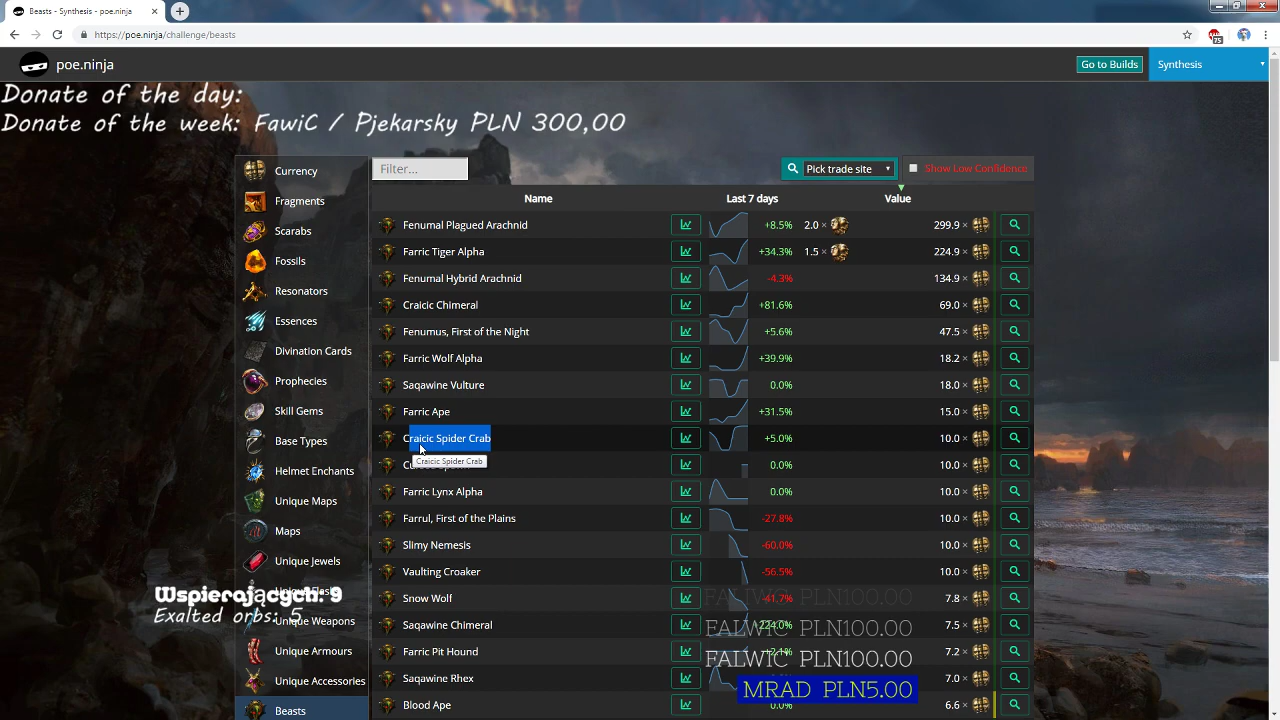 Beasts - Synthesis - poe.ninja
https://poe.ninja/challenge/beasts
75
poe.ninja
Go to Builds
Synthesis
Donate of the day:
Donate of the week: FawiC / Pjekarsky PLN 300,00
Filter...
Pick trade site
Show Low Confidence
Name Last 7 days Value
Fenumal Plagued Arachnid +8.5% 2.0 × 299.9 ×
Farric Tiger Alpha +34.3% 1.5 × 224.9 ×
Fenumal Hybrid Arachnid -4.3% 134.9 ×
Craicic Chimeral +81.6% 69.0 ×
Fenumus, First of the Night +5.6% 47.5 ×
Farric Wolf Alpha +39.9% 18.2 ×
Saqawine Vulture 0.0% 18.0 ×
Farric Ape +31.5% 15.0 ×
Craicic Spider Crab +5.0% 10.0 ×
Craicic Spider Crab
0.0% 10.0 ×
Farric Lynx Alpha 0.0% 10.0 ×
Farrul, First of the Plains -27.8% 10.0 ×
Slimy Nemesis -60.0% 10.0 ×
Vaulting Croaker -56.5% 10.0 ×
Snow Wolf -41.7% 7.8 ×
Saqawine Chimeral 7.5 ×
Farric Pit Hound 7.2 ×
Saqawine Rhex 7.0 ×
Blood Ape 0.0% 6.6 ×
Currency
Fragments
Scarabs
Fossils
Resonators
Essences
Divination Cards
Prophecies
Skill Gems
Base Types
Helmet Enchants
Unique Maps
Maps
Unique Jewels
Unique Weapons
Unique Armours
Unique Accessories
Beasts
Wspierających: 9
Exalted orbs: 5
FALWIC PLN100.00
FALWIC PLN100.00
FALWIC PLN100.00
MRAD PLN5.00